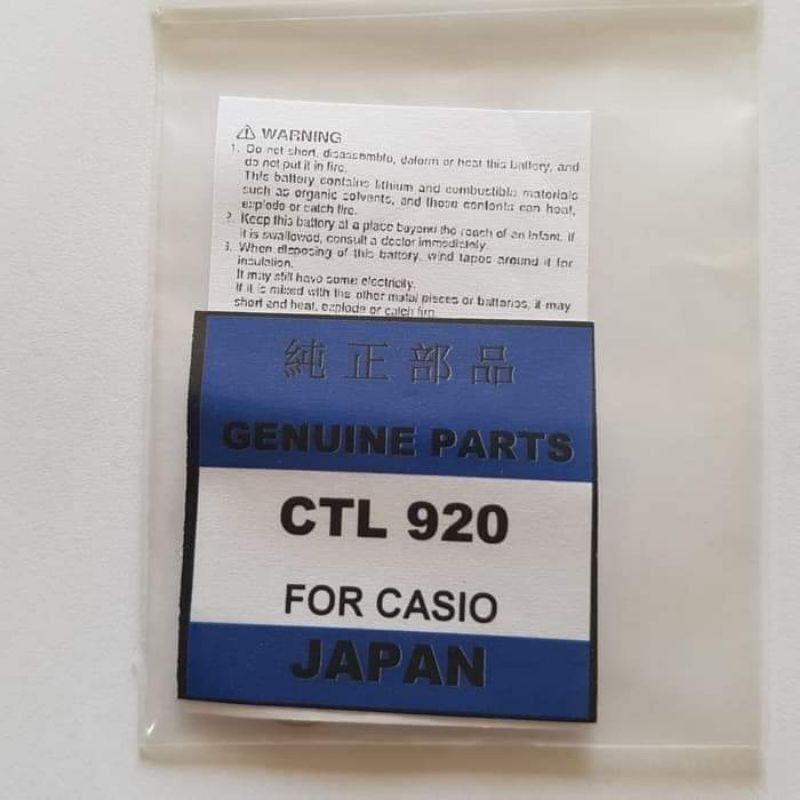 ⚠ WARNING
1. Do not short, disassemble, deform or heat this battery, and
do not put it in fire.
This battery contains lithium and combustible materials
such as organic solvents, and those contents can heat,
explode or catch fire.
2. Keep this battery at a place beyond the reach of an infant. If
it is swallowed, consult a doctor immediately.
3. When disposing of this battery, wind tapes around it for
insulation.
It may still have some electricity.
If it is mixed with the other metal pieces or batteries, it may
short and heat, explode or catch fire
純正部品
GENUINE PARTS
CTL 920
FOR CASIO
JAPAN